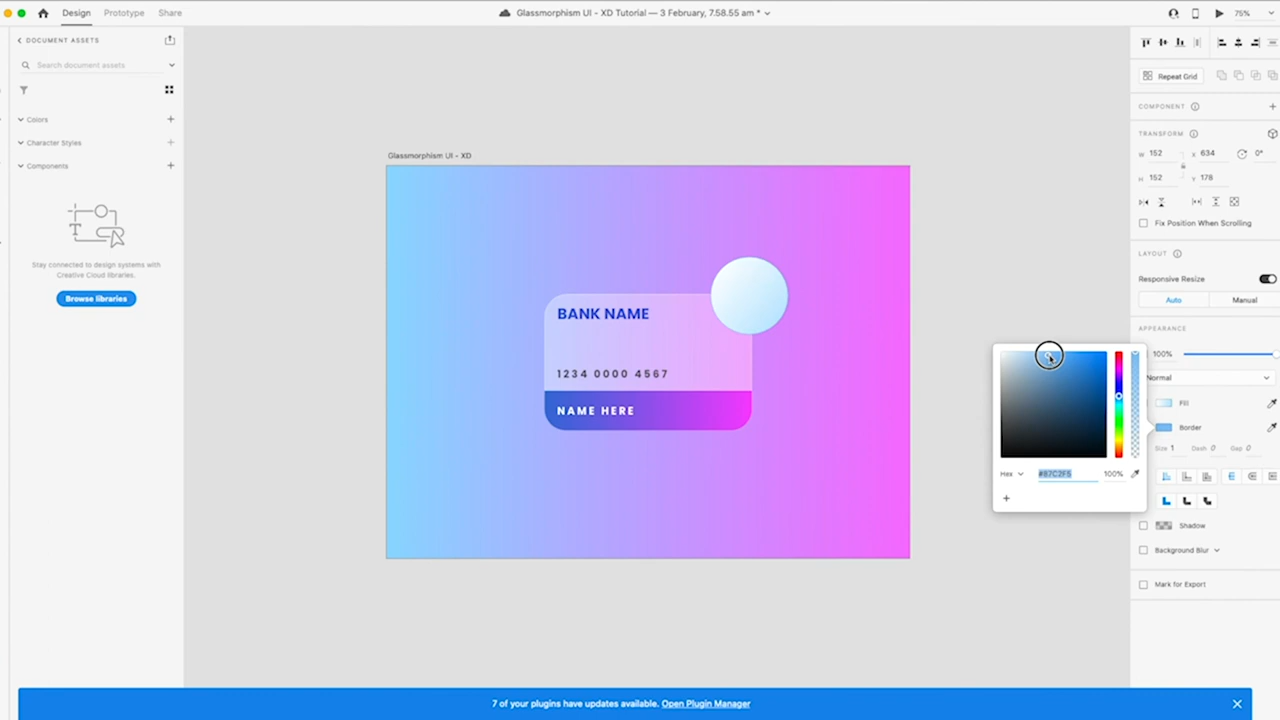 Design Prototype Share
Glassmorphism UI - XD Tutorial — 3 February, 7.58.55 am *
75%
DOCUMENT ASSETS
Search document assets
Colors
Character Styles
Components
Stay connected to design systems with
Creative Cloud libraries.
Browse libraries
Glassmorphism UI - XD
BANK NAME
1234 0000 4567
NAME HERE
Repeat Grid
COMPONENT
TRANSFORM
W 152 X 634 0°
H 152 Y 178
Fix Position When Scrolling
LAYOUT
Responsive Resize
Auto Manual
APPEARANCE
100%
Normal
Fill
Border
Size 1 Dash 0 Gap 0
Shadow
Background Blur
Mark for Export
Hex #87C2F5 100%
7 of your plugins have updates available. Open Plugin Manager